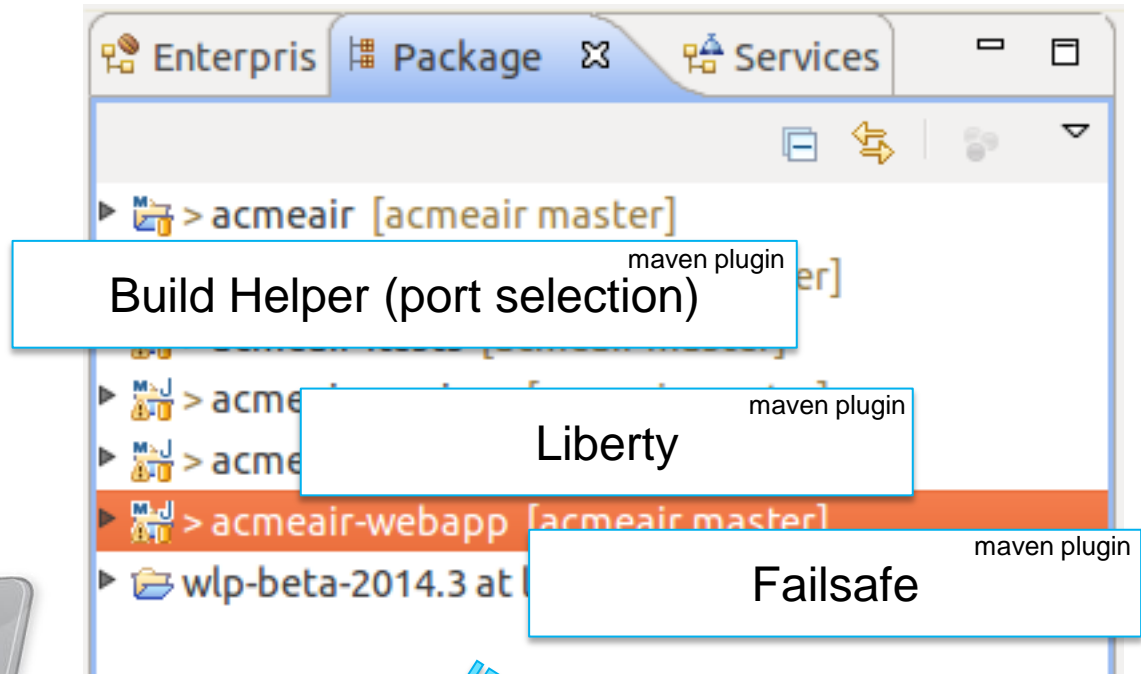 Enterpris Package Services
> acmeair [acmeair master]
maven plugin
Build Helper (port selection)
er]
> acme
maven plugin
Liberty
> acme
> acmeair-webapp [acmeair master]
maven plugin
Failsafe
wlp-beta-2014.3 at